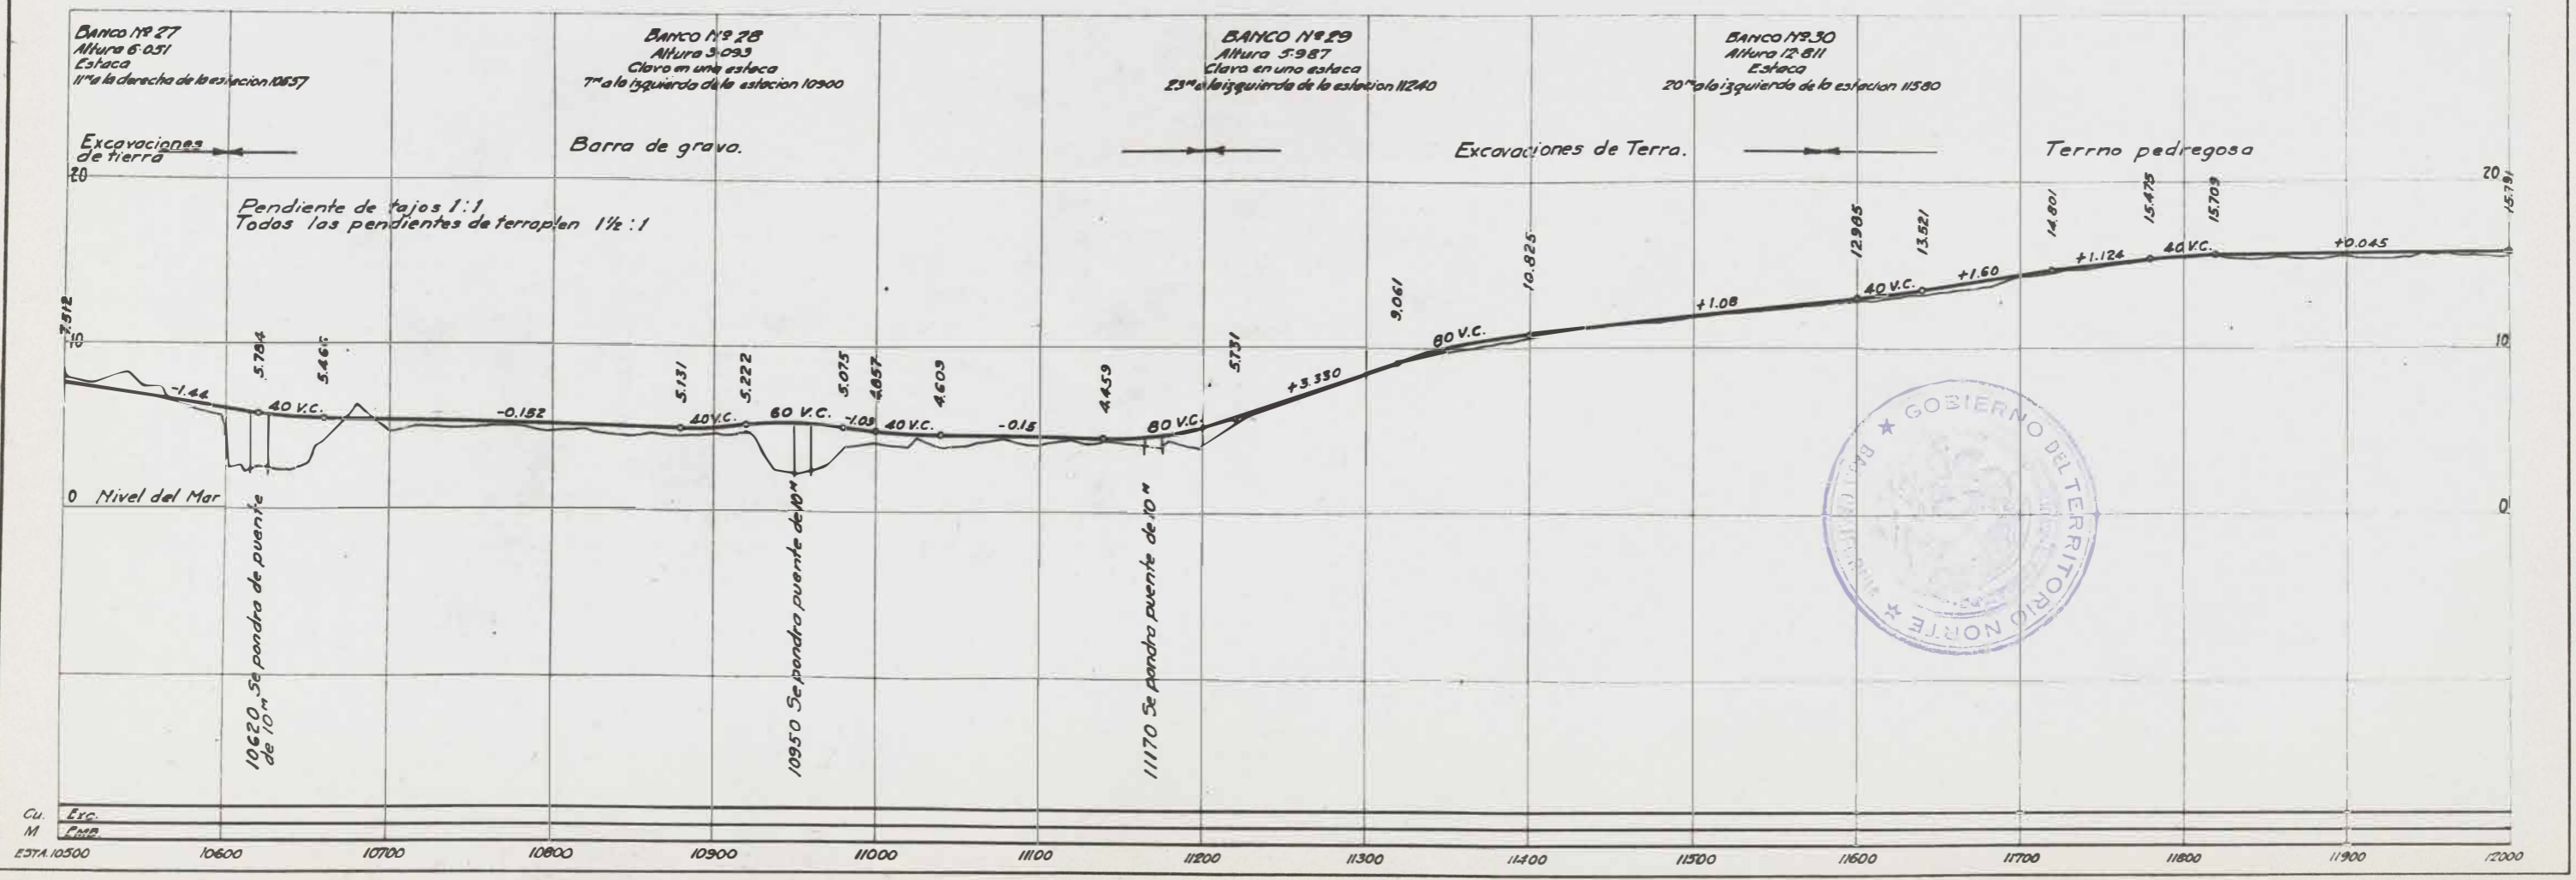 BANCO Nº 27
Altura 6.051
Estaca
11ᵐ a la derecha de la estacion 10657
BANCO Nº 28
Altura 3.093
Clavo en una estaca
7ᵐ a la izquierda de la estacion 10900
BANCO Nº 29
Altura 5.987
Clavo en una estaca
23ᵐ a la izquierda de la estacion 11240
BANCO Nº 30
Altura 12.811
Estaca
20ᵐ a la izquierda de la estacion 11580
Excavaciones
de tierra
Barra de grava.
Excavaciones de Terra.
Terrno pedregosa
20
20
Pendiente de tajos 1:1
Todos las pendientes de terraplen 1½:1
7.512
5.784
5.131
5.222
5.075
4.857
4.609
4.459
5.731
9.061
10.825
12.985
13.521
14.801
15.475
15.709
15.791
10
10
-1.44
40 V.C.
-0.152
40 V.C.
60 V.C.
-1.09
40 V.C.
-0.15
80 V.C.
+3.330
80 V.C.
+1.08
40 V.C.
+1.60
+1.124
40 V.C.
+0.045
0 Nivel del Mar
0
10620 Se pondra de puente
de 10ᴹ
10950 Se pondra puente de 10ᴹ
11170 Se pondra puente de 10ᴹ
GOBIERNO DEL TERRITORIO NORTE
Cu. Exc.
M Emb.
ESTA. 10500 10600 10700 10800 10900 11000 11100 11200 11300 11400 11500 11600 11700 11800 11900 12000